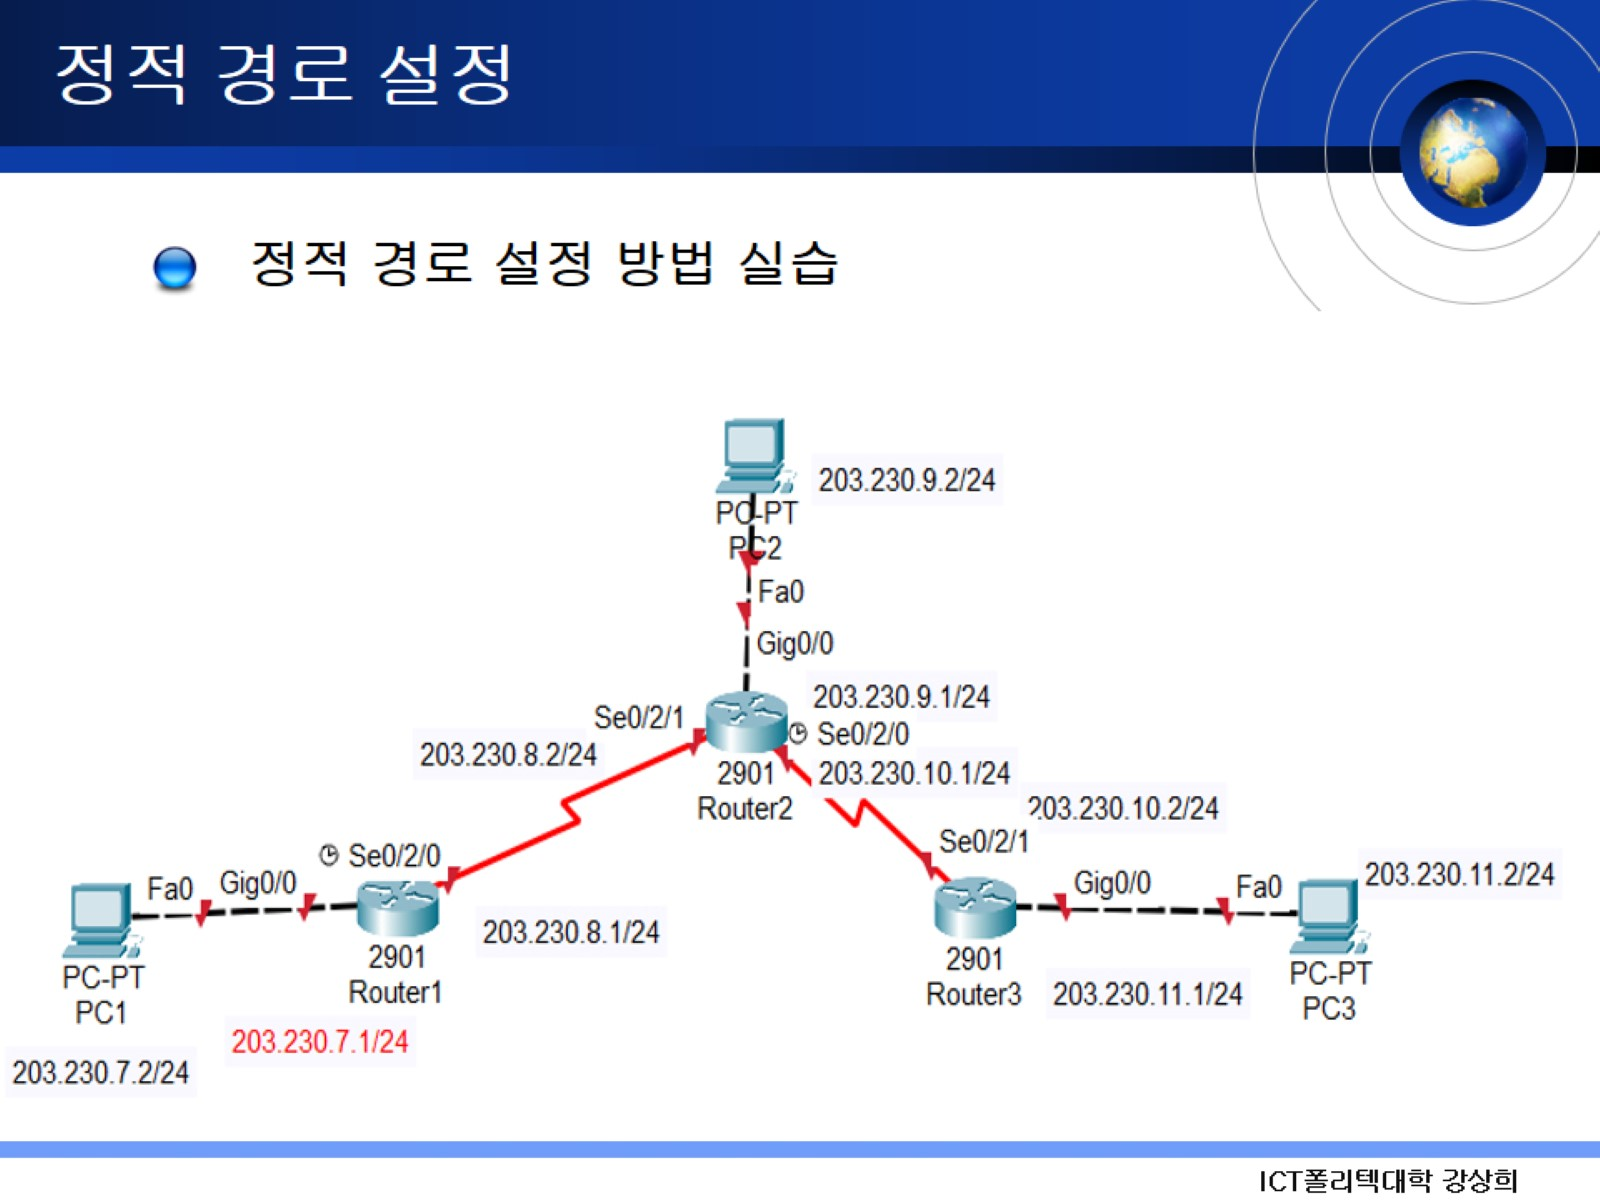 정적 경로 설정
정적 경로 설정 방법 실습
203.230.9.2/24
PC-PT
PC2
Fa0
Gig0/0
203.230.9.1/24
Se0/2/1
Se0/2/0
203.230.8.2/24
203.230.10.1/24
2901
Router2
203.230.10.2/24
Se0/2/1
Se0/2/0
Fa0
Gig0/0
Gig0/0
Fa0
203.230.11.2/24
203.230.8.1/24
2901
Router1
2901
Router3
PC-PT
PC1
PC-PT
PC3
203.230.11.1/24
203.230.7.1/24
203.230.7.2/24
ICT폴리텍대학 강상희